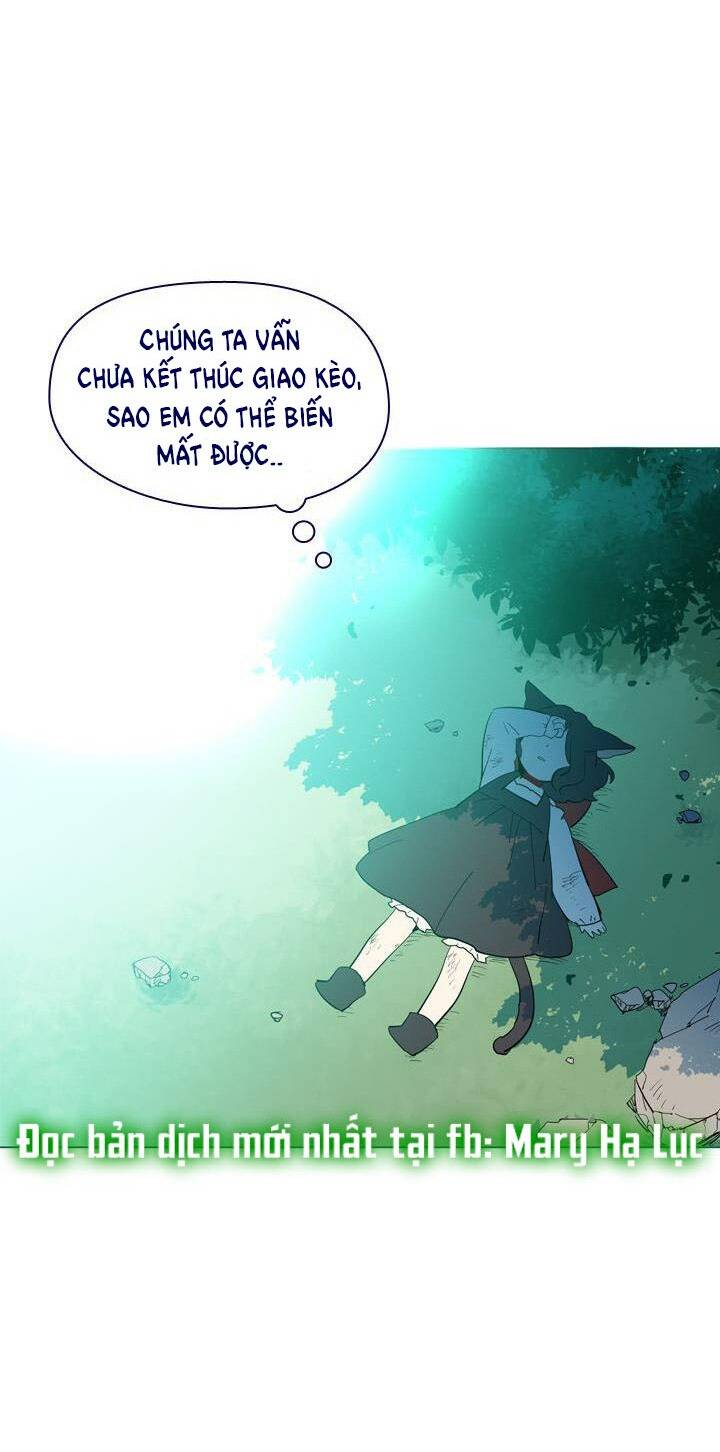 CHÚNG TA VẪN
CHƯA KẾT THÚC GIAO KÈO,
SAO EM CÓ THỂ BIẾN
MẤT ĐƯỢC..
Đọc bản dịch mới nhất tại fb: Mary Hạ Lục